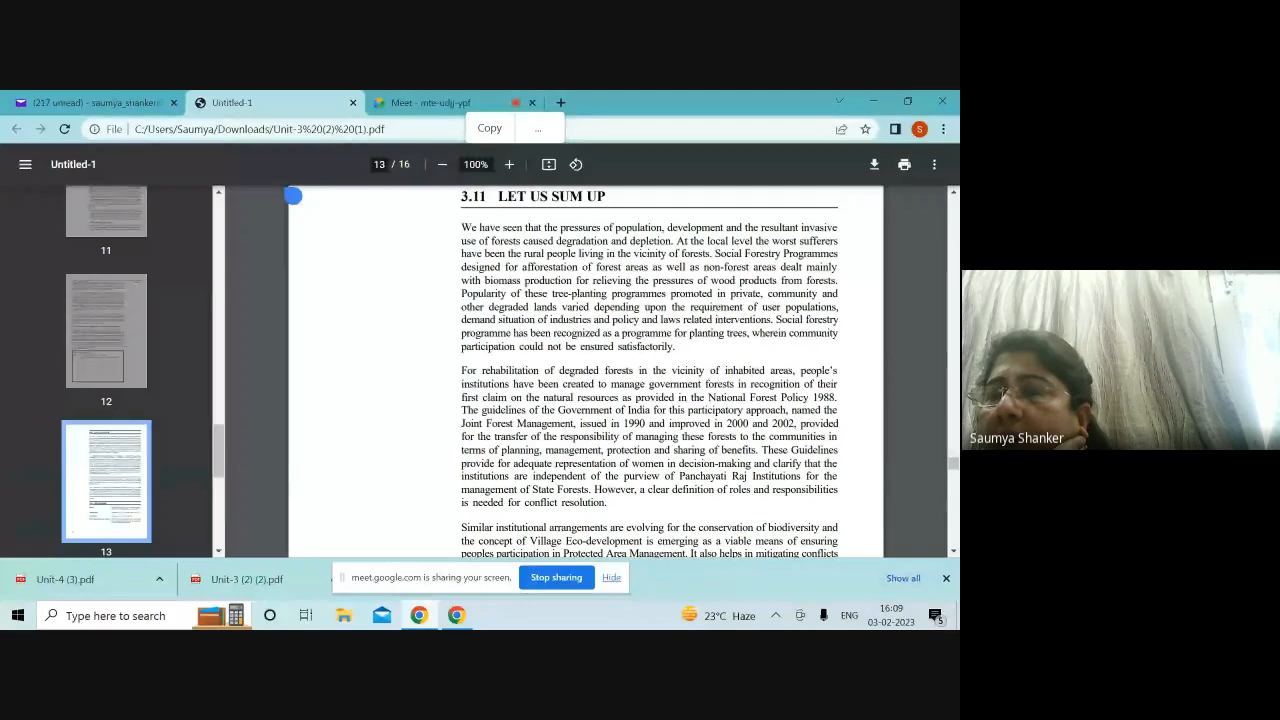 (217 unread) - saumya_shanker
Untitled-1
Meet - mte-udjj-ypf
File
C:/Users/Saumya/Downloads/Unit-3%20(2)%20(1).pdf
Copy
...
Untitled-1
13 / 16
100%
11
12
13
3.11 LET US SUM UP
We have seen that the pressures of population, development and the resultant invasive
use of forests caused degradation and depletion. At the local level the worst sufferers
have been the rural people living in the vicinity of forests. Social Forestry Programmes
designed for afforestation of forest areas as well as non-forest areas dealt mainly
with biomass production for relieving the pressures of wood products from forests.
Popularity of these tree-planting programmes promoted in private, community and
other degraded lands varied depending upon the requirement of user populations,
demand situation of industries and policy and laws related interventions. Social forestry
programme has been recognized as a programme for planting trees, wherein community
participation could not be ensured satisfactorily.
For rehabilitation of degraded forests in the vicinity of inhabited areas, people's
institutions have been created to manage government forests in recognition of their
first claim on the natural resources as provided in the National Forest Policy 1988.
The guidelines of the Government of India for this participatory approach, named the
Joint Forest Management, issued in 1990 and improved in 2000 and 2002, provided
for the transfer of the responsibility of managing these forests to the communities in
terms of planning, management, protection and sharing of benefits. These Guidelines
provide for adequate representation of women in decision-making and clarify that the
institutions are independent of the purview of Panchayati Raj Institutions for the
management of State Forests. However, a clear definition of roles and responsibilities
is needed for conflict resolution.
Similar institutional arrangements are evolving for the conservation of biodiversity and
the concept of Village Eco-development is emerging as a viable means of ensuring
peoples participation in Protected Area Management. It also helps in mitigating conflicts
Saumya Shanker
Unit-4 (3).pdf
Unit-3 (2) (2).pdf
meet.google.com is sharing your screen.
Stop sharing
Hide
Show all
Type here to search
23°C Haze
ENG
16:09
03-02-2023
5